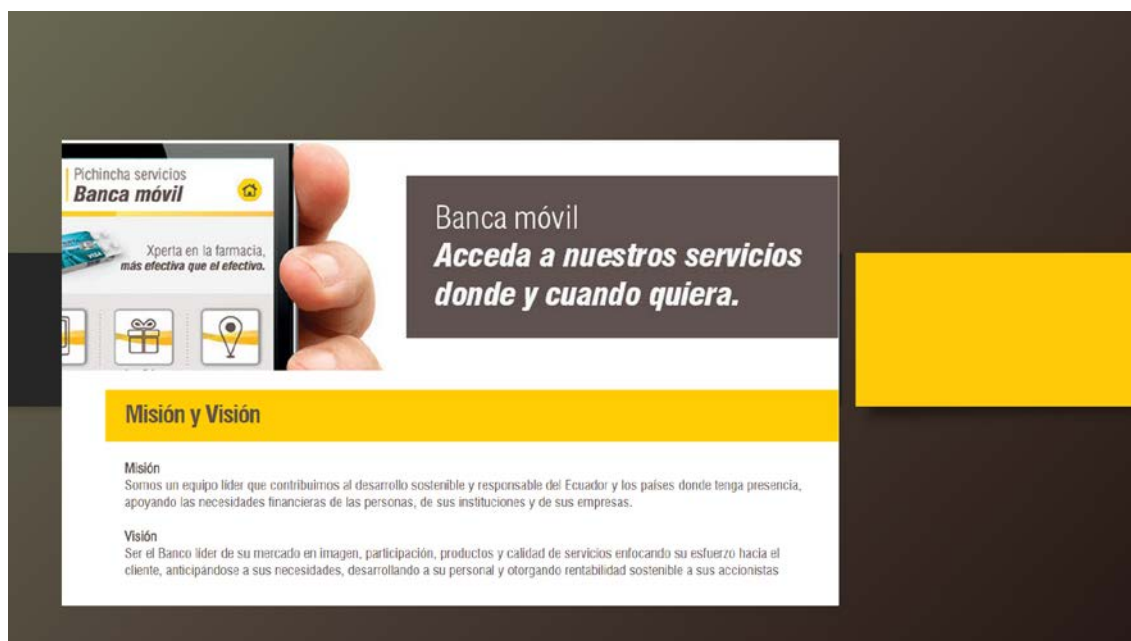 Pichincha servicios
Banca móvil
Xperta en la farmacia,
más efectiva que el efectivo.
VISA
Banca móvil
Acceda a nuestros servicios
donde y cuando quiera.
Misión y Visión
Misión
Somos un equipo líder que contribuimos al desarrollo sostenible y responsable del Ecuador y los países donde tenga presencia,
apoyando las necesidades financieras de las personas, de sus instituciones y de sus empresas.
Visión
Ser el Banco líder de su mercado en imagen, participación, productos y calidad de servicios enfocando su esfuerzo hacia el
cliente, anticipándose a sus necesidades, desarrollando a su personal y otorgando rentabilidad sostenible a sus accionistas